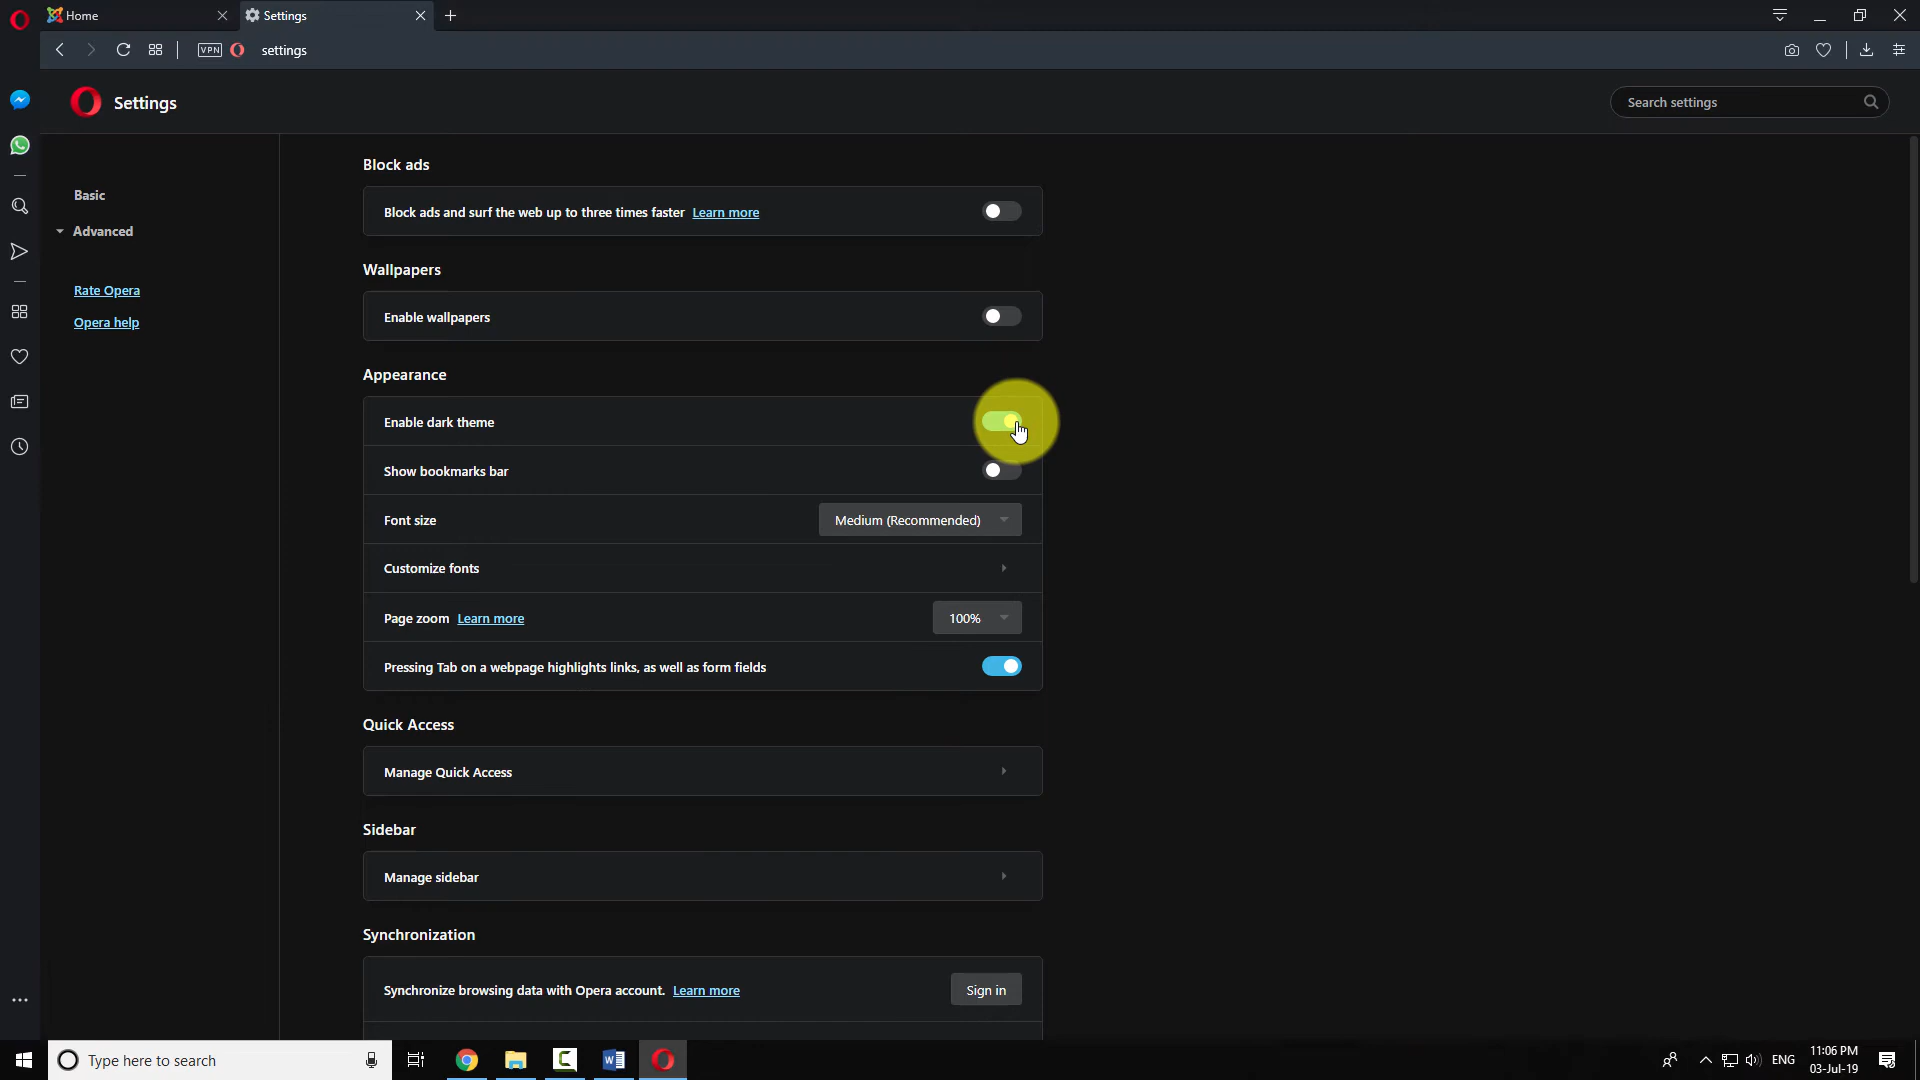 Home
Settings
VPN
settings
Settings
Search settings
Basic
Advanced
Rate Opera
Opera help
Block ads
Block ads and surf the web up to three times faster Learn more
Wallpapers
Enable wallpapers
Appearance
Enable dark theme
Show bookmarks bar
Font size
Medium (Recommended)
Customize fonts
Page zoom Learn more
100%
Pressing Tab on a webpage highlights links, as well as form fields
Quick Access
Manage Quick Access
Sidebar
Manage sidebar
Synchronization
Synchronize browsing data with Opera account. Learn more
Sign in
Type here to search
ENG
11:06 PM
03-Jul-19